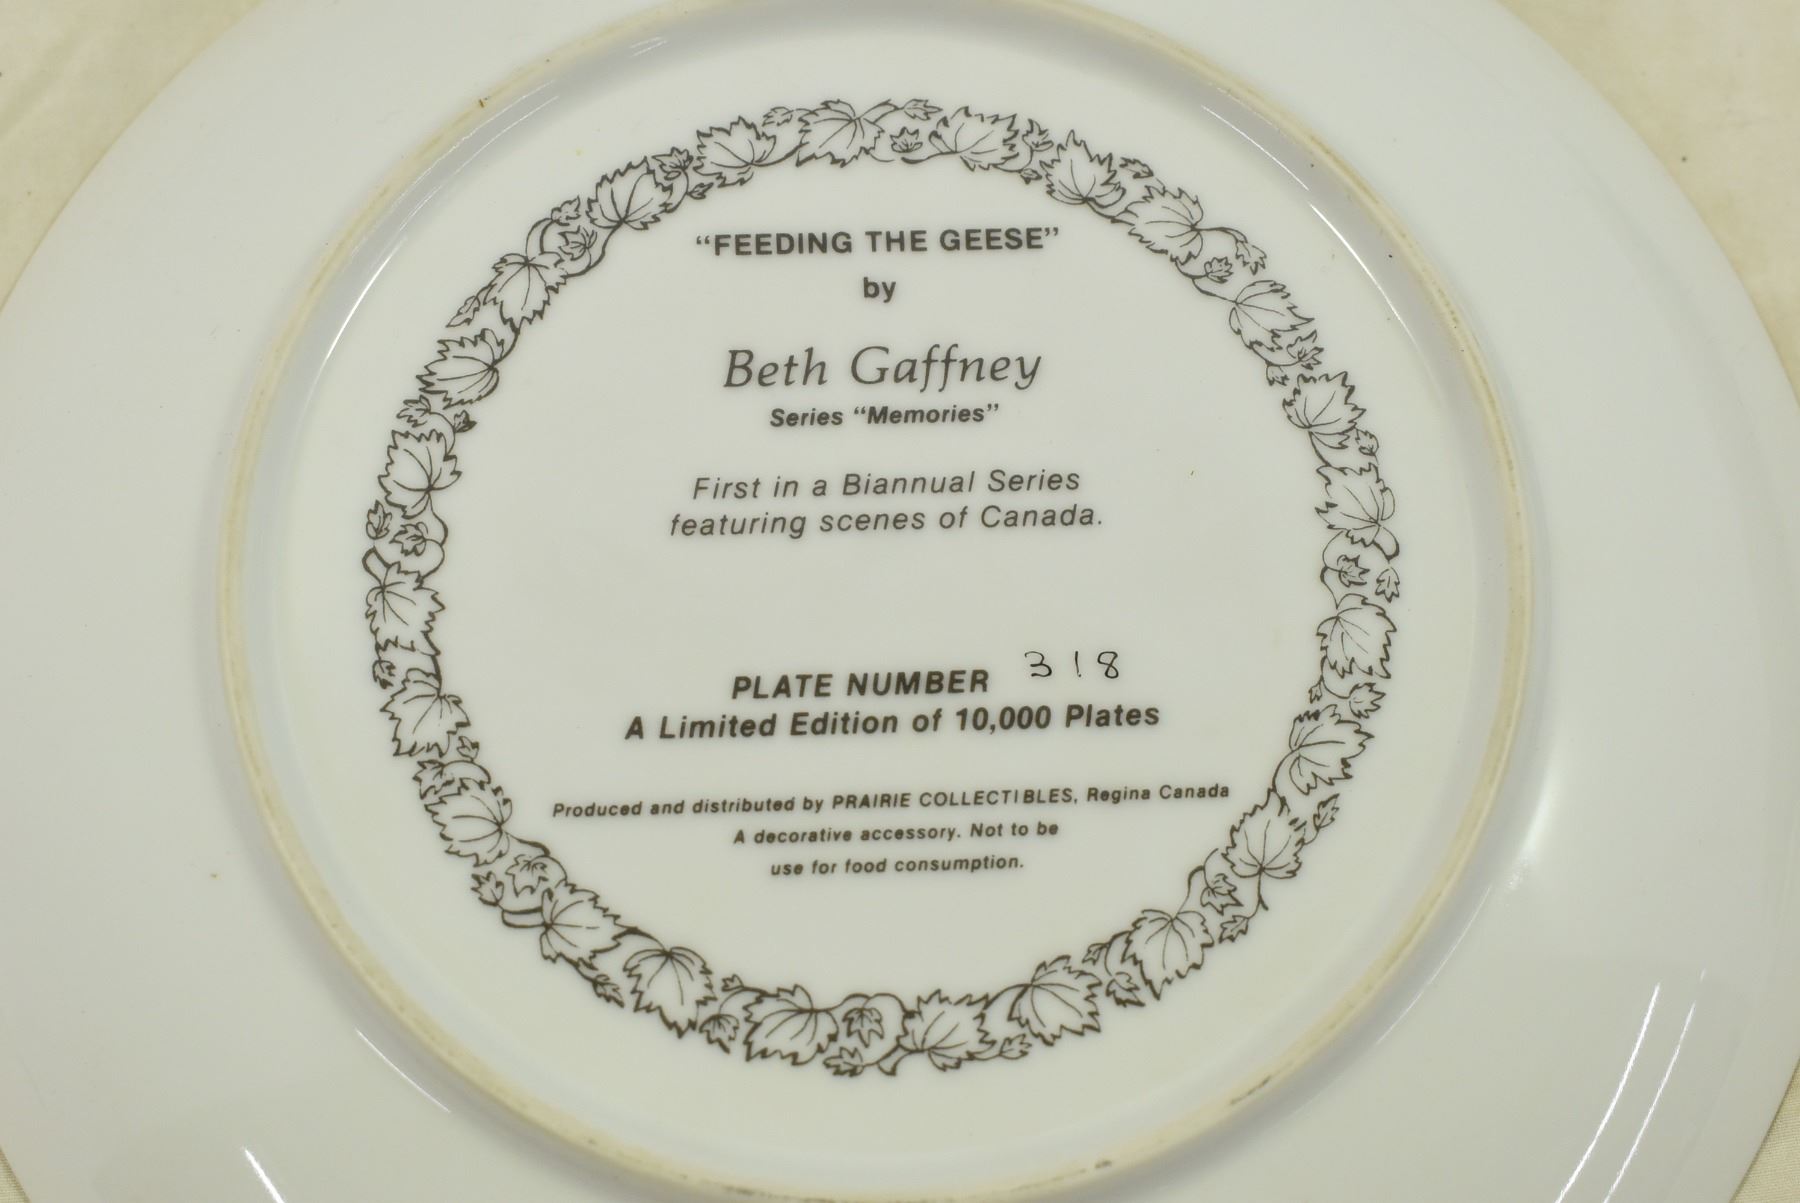 “FEEDING THE GEESE”
by
Beth Gaffney
Series “Memories”
First in a Biannual Series
featuring scenes of Canada.
PLATE NUMBER 318
A Limited Edition of 10,000 Plates
Produced and distributed by PRAIRIE COLLECTIBLES, Regina Canada
A decorative accessory. Not to be
use for food consumption.